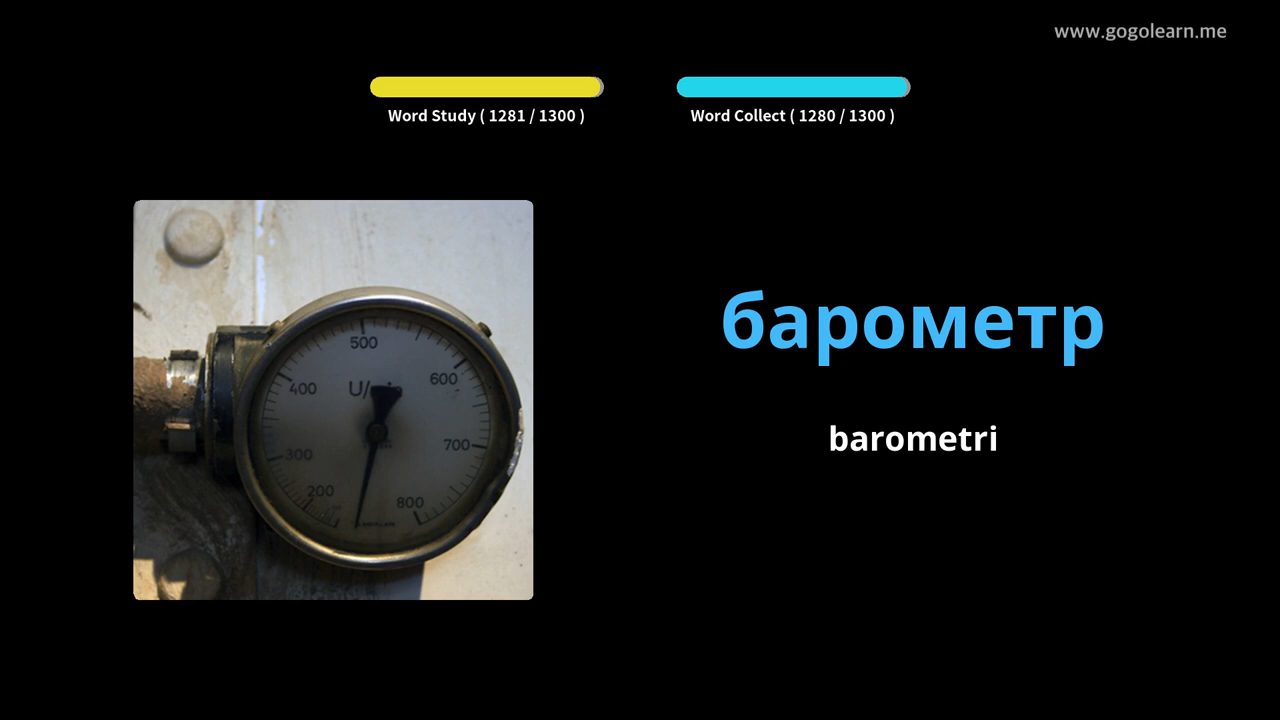 www.gogolearn.me
Word Study ( 1281 / 1300 )
Word Collect ( 1280 / 1300 )
барометр
barometri
500
400
600
U/
300
700
200
800